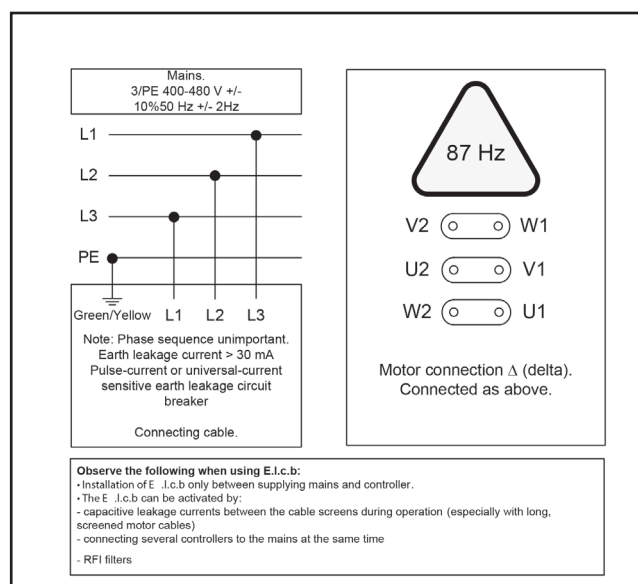 Mains.
3/PE 400-480 V +/-
10%50 Hz +/- 2Hz
L1
L2
L3
PE
Green/Yellow L1 L2 L3
Note: Phase sequence unimportant.
Earth leakage current > 30 mA
Pulse-current or universal-current
sensitive earth leakage circuit
breaker
Connecting cable.
87 Hz
V2 W1
U2 V1
W2 U1
Motor connection Δ (delta).
Connected as above.
Observe the following when using E.l.c.b:
• Installation of E .l.c.b only between supplying mains and controller.
• The E .l.c.b can be activated by:
- capacitive leakage currents between the cable screens during operation (especially with long,
screened motor cables)
- connecting several controllers to the mains at the same time
- RFI filters